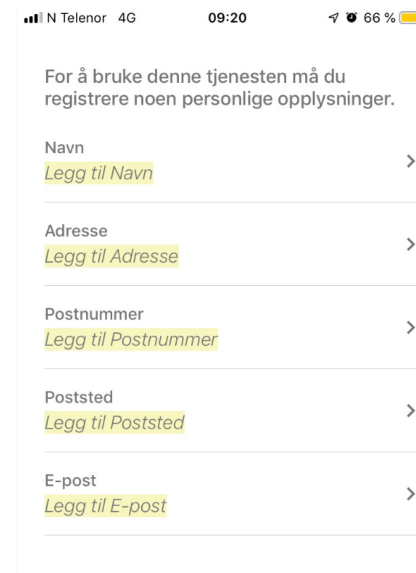 N Telenor 4G 09:20 66 %
For å bruke denne tjenesten må du
registrere noen personlige opplysninger.
Navn
Legg til Navn
Adresse
Legg til Adresse
Postnummer
Legg til Postnummer
Poststed
Legg til Poststed
E-post
Legg til E-post